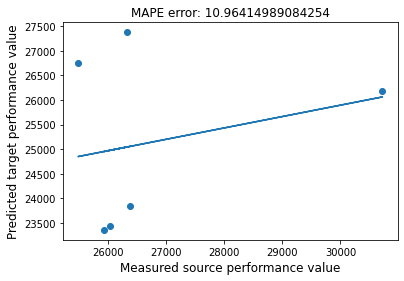 MAPE error: 10.96414989084254
Predicted target performance value
27500
27000
26500
26000
25500
25000
24500
24000
23500
26000 27000 28000 29000 30000
Measured source performance value